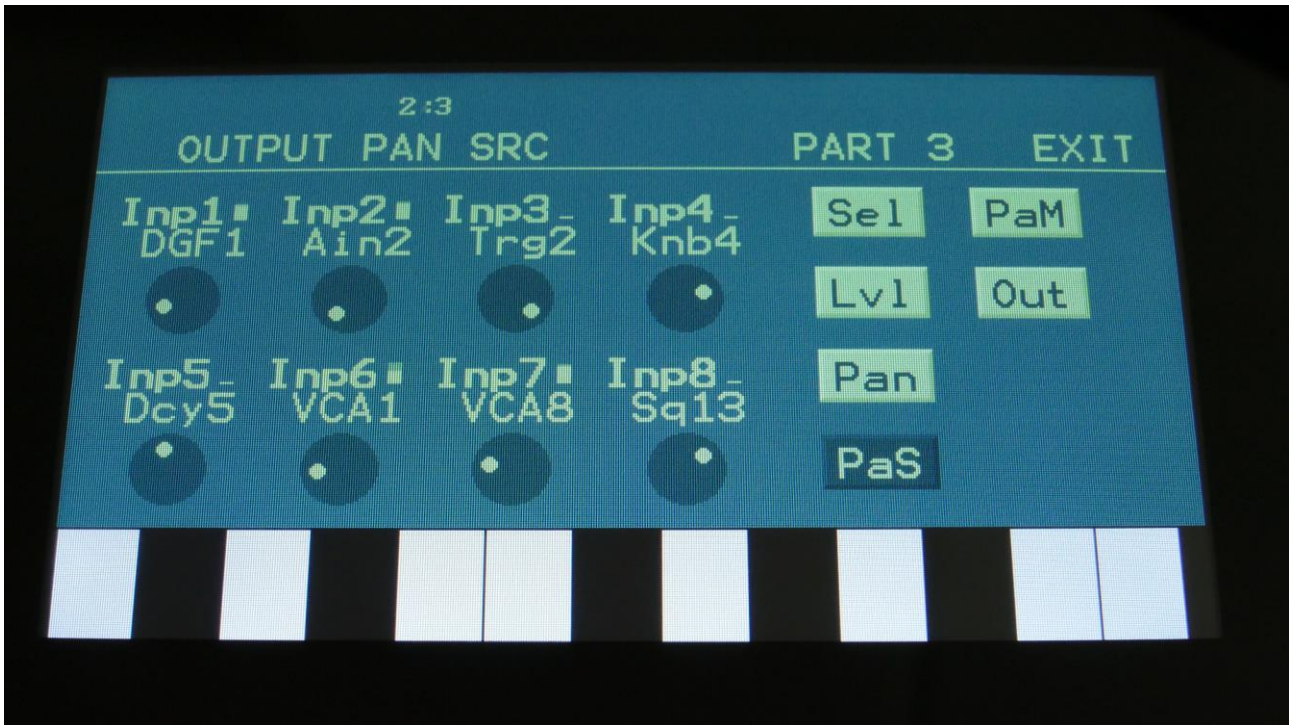 2:3
OUTPUT PAN SRC PART 3 EXIT
Inp1 Inp2 Inp3 Inp4 Sel PaM
DGF1 Ain2 Trg2 Knb4
Lvl Out
Inp5 Inp6 Inp7 Inp8 Pan
Dcy5 VCA1 VCA8 Sq13
PaS